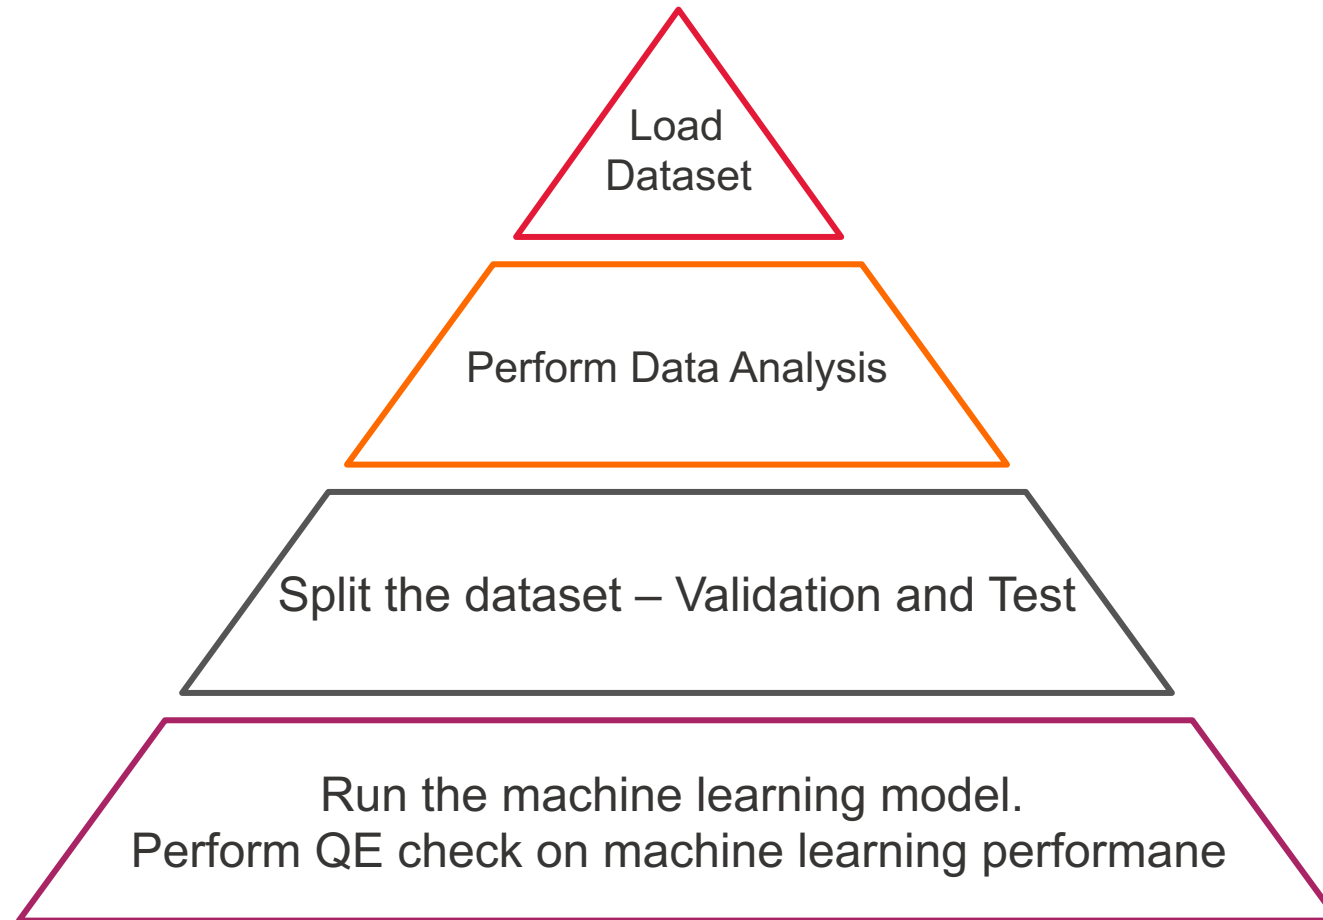 Load
Dataset
Perform Data Analysis
Split the dataset – Validation and Test
Run the machine learning model.
Perform QE check on machine learning performane